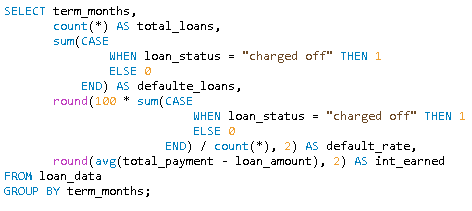 SELECT term_months,
count(*) AS total_loans,
sum(CASE
WHEN loan_status = "charged off" THEN 1
ELSE 0
END) AS defaulte_loans,
round(100 * sum(CASE
WHEN loan_status = "charged off" THEN 1
ELSE 0
END) / count(*), 2) AS default_rate,
round(avg(total_payment - loan_amount), 2) AS int_earned
FROM loan_data
GROUP BY term_months;